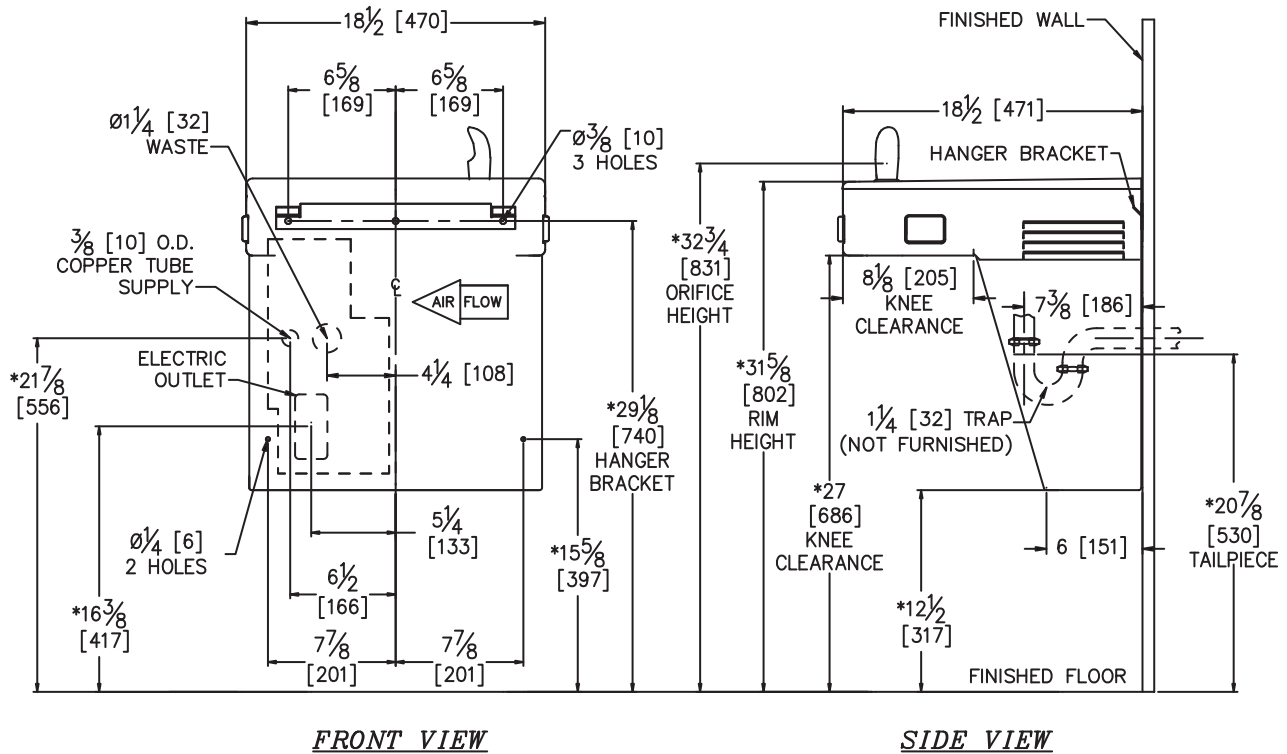 18½ [470]
6⅝
[169]
6⅝
[169]
Ø1¼ [32]
WASTE
Ø⅜ [10]
3 HOLES
⅜ [10] O.D.
COPPER TUBE
SUPPLY
℄
AIR FLOW
ELECTRIC
OUTLET
4¼ [108]
*21⅞
[556]
*29⅛
[740]
HANGER
BRACKET
5¼
[133]
Ø¼ [6]
2 HOLES
*15⅝
[397]
6½
[166]
*16⅜
[417]
7⅞
[201]
7⅞
[201]
FRONT VIEW
FINISHED WALL
18½ [471]
HANGER BRACKET
*32¾
[831]
ORIFICE
HEIGHT
8⅛ [205]
KNEE
CLEARANCE
7⅜ [186]
*31⅝
[802]
RIM
HEIGHT
1¼ [32] TRAP
(NOT FURNISHED)
*27
[686]
KNEE
CLEARANCE
*20⅞
[530]
TAILPIECE
6 [151]
*12½
[317]
FINISHED FLOOR
SIDE VIEW